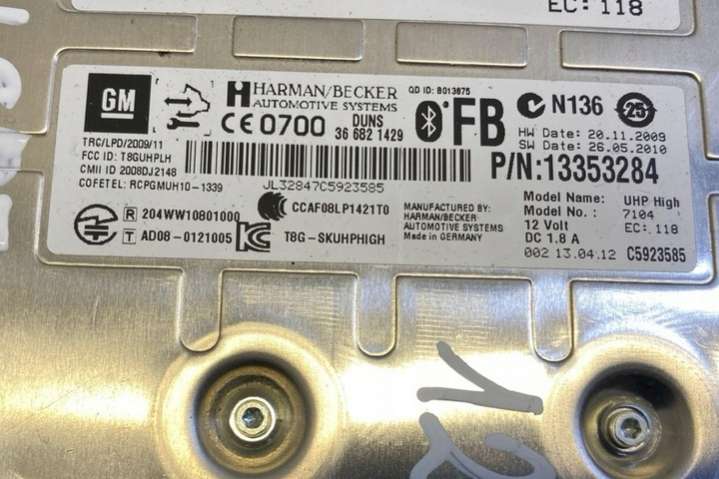 EC: 118
GM
HARMAN/BECKER
AUTOMOTIVE SYSTEMS
QD ID: B013675
TRC/LPD/2009/11
FCC ID: T8GUHPLH
CMII ID 2008DJ2148
COFETEL: RCPGMUH10-1339
CE 0700
DUNS
36 682 1429
FB
N136
25
HW Date: 20.11.2009
SW Date: 26.05.2010
P/N:13353284
JL32847C5923585
R 204WW10801000
T AD08-0121005
CCAF08LP1421T0
T8G-SKUHPHIGH
MANUFACTURED BY:
HARMAN/BECKER
AUTOMOTIVE SYSTEMS
Made in GERMANY
Model Name: UHP High
Model No.: 7104
12 Volt EC: 118
DC 1.8 A
002 13.04.12 C5923585